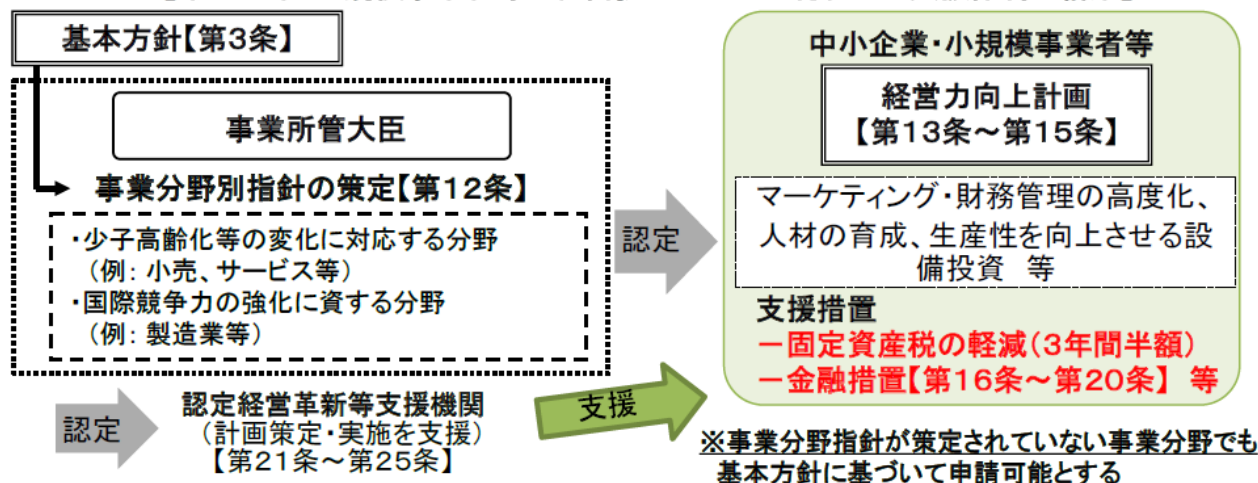 基本方針【第3条】
事業所管大臣
事業分野別指針の策定【第12条】
・少子高齢化等の変化に対応する分野
（例：小売、サービス等）
・国際競争力の強化に資する分野
（例：製造業等）
認定
認定経営革新等支援機関
（計画策定・実施を支援）
【第21条～第25条】
認定
支援
中小企業・小規模事業者等
経営力向上計画
【第13条～第15条】
マーケティング・財務管理の高度化、
人材の育成、生産性を向上させる設
備投資　等
支援措置
－固定資産税の軽減（3年間半額）
－金融措置【第16条～第20条】 等
※事業分野指針が策定されていない事業分野でも
基本方針に基づいて申請可能とする